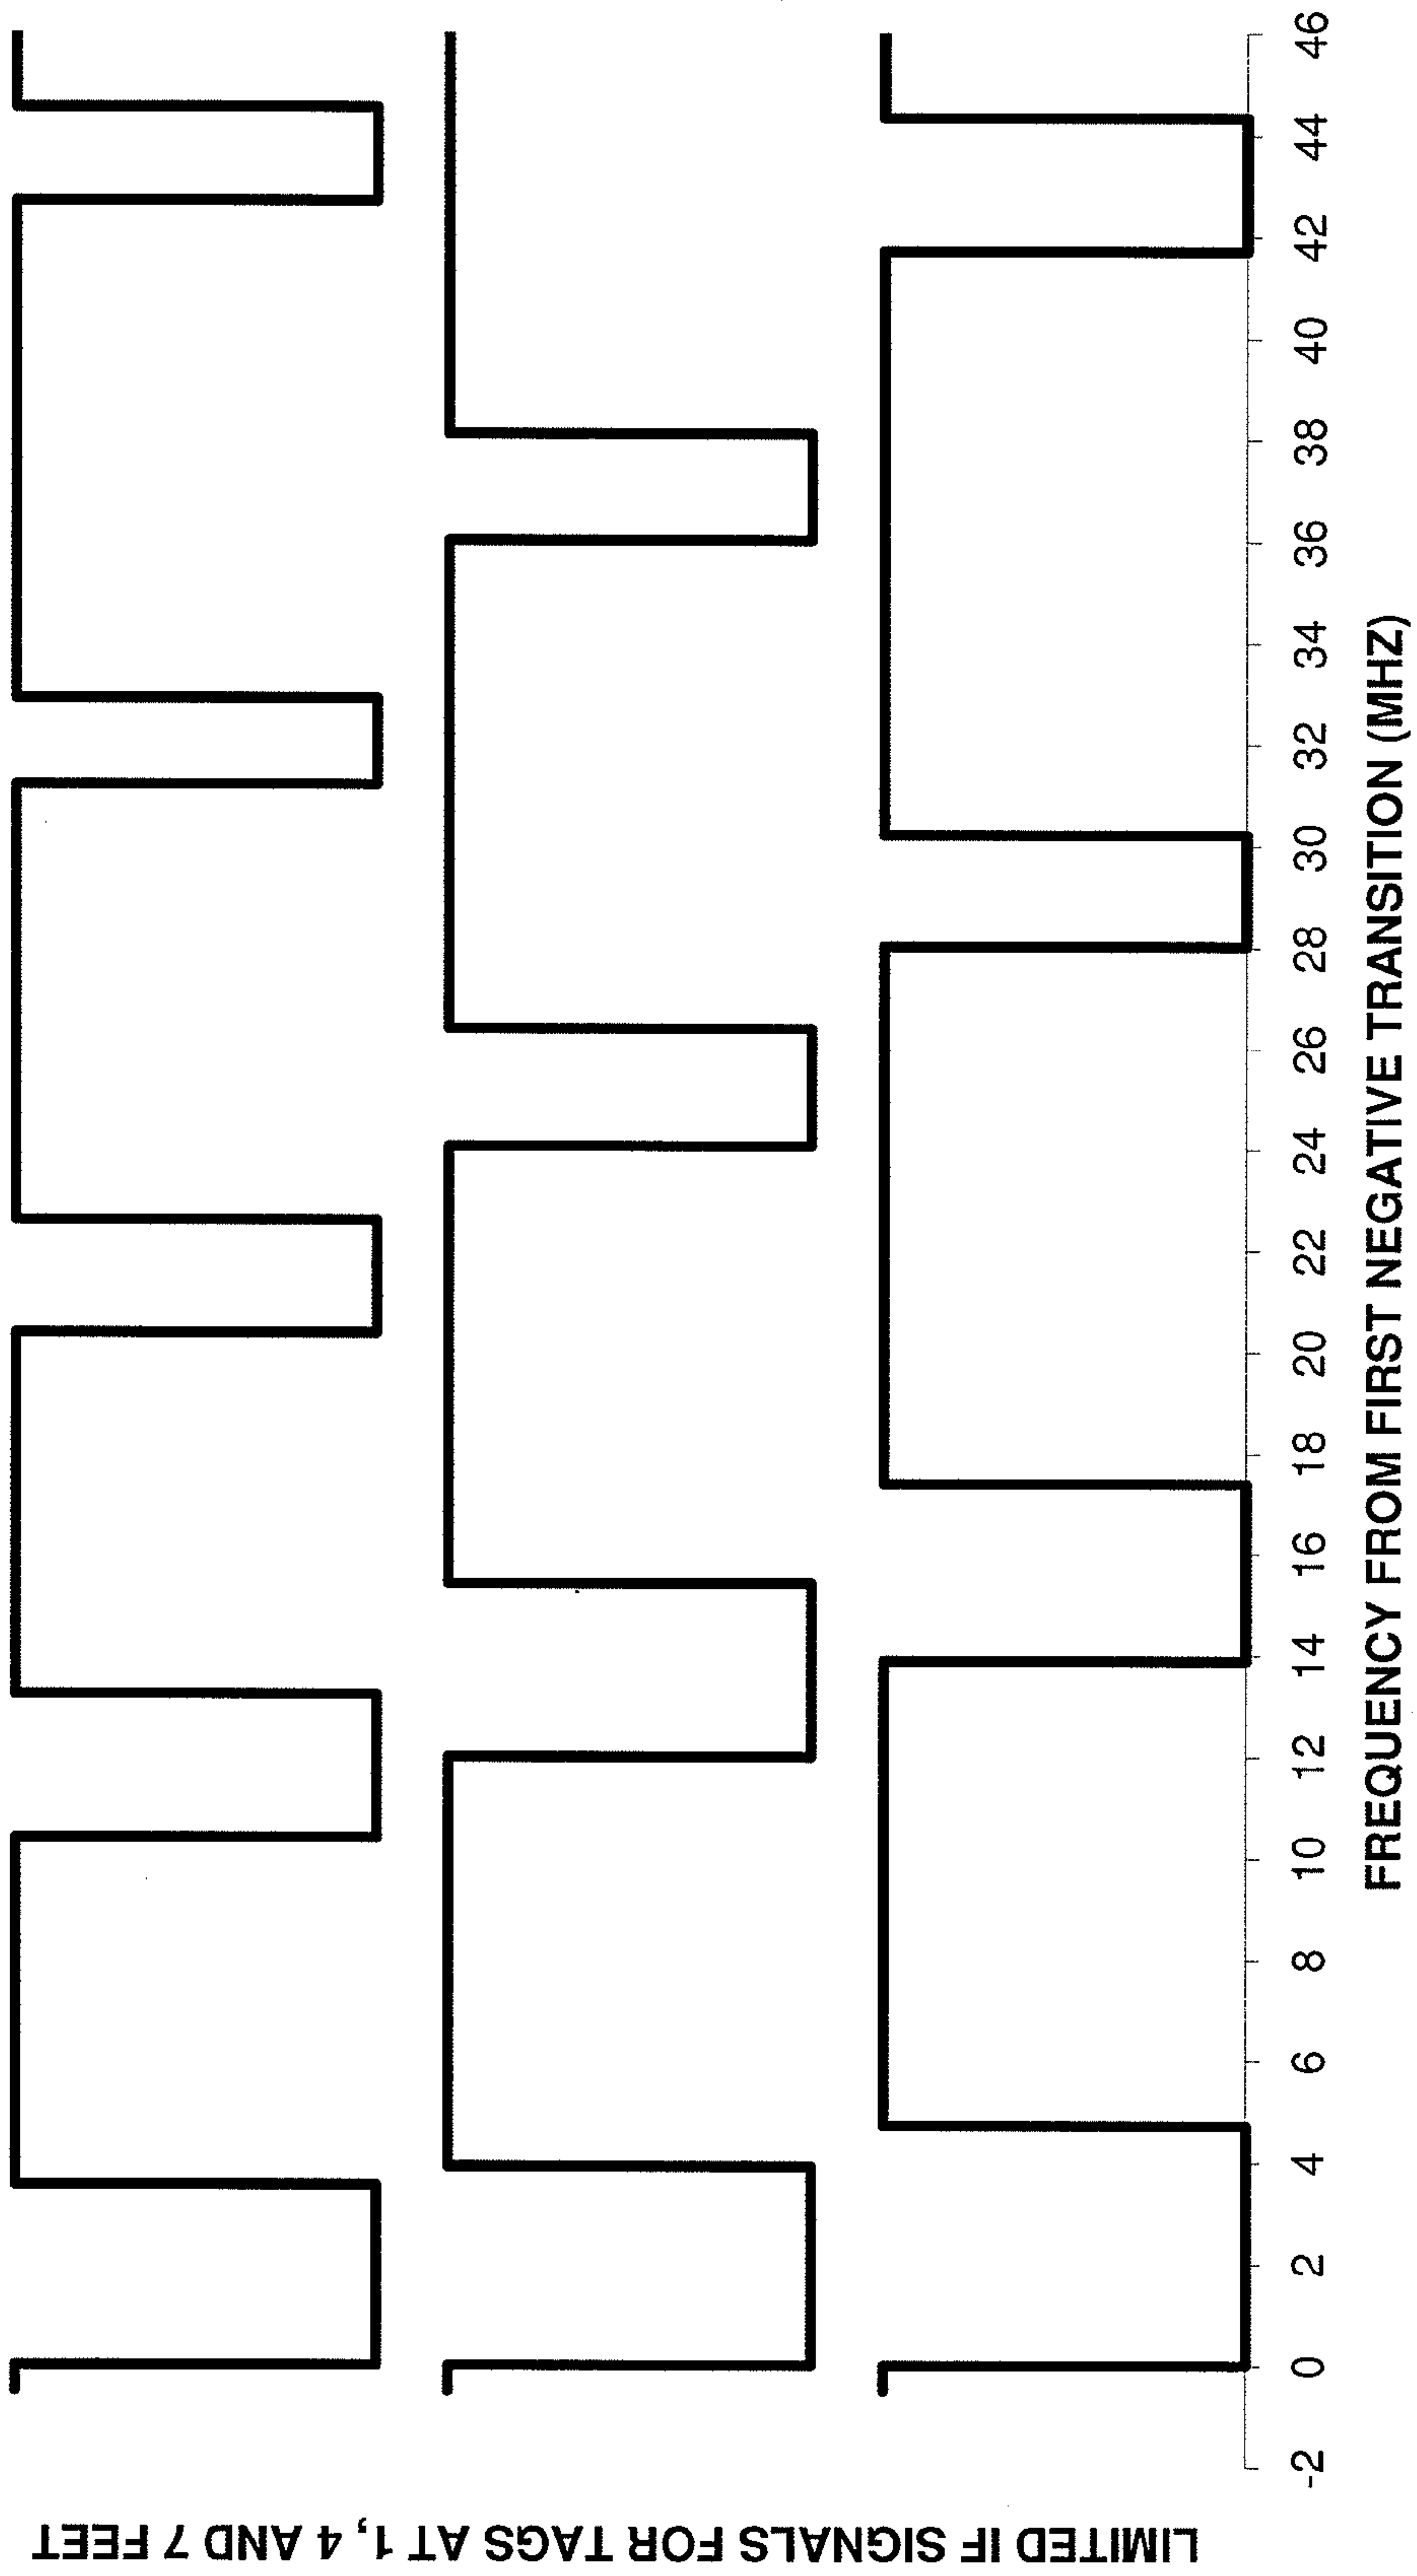 LIMITED IF SIGNALS FOR TAGS AT 1, 4 AND 7 FEET
-2 0 2 4 6 8 10 12 14 16 18 20 22 24 26 28 30 32 34 36 38 40 42 44 46
FREQUENCY FROM FIRST NEGATIVE TRANSITION (MHZ)